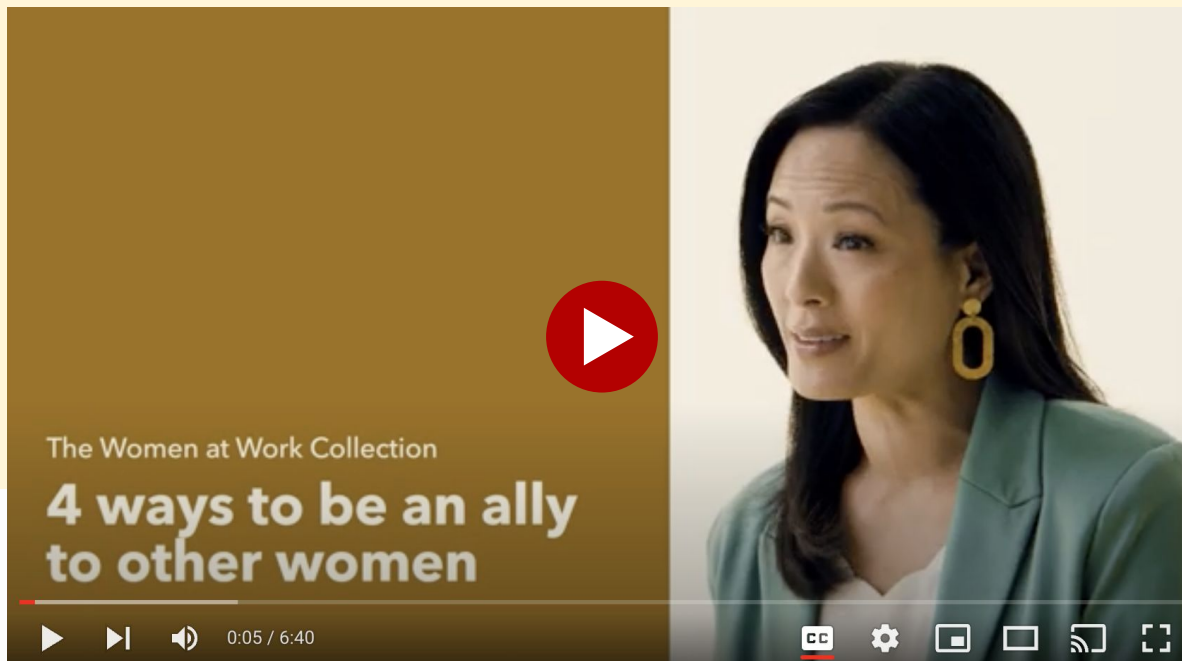 The Women at Work Collection
4 ways to be an ally
to other women
0:05 / 6:40
CC